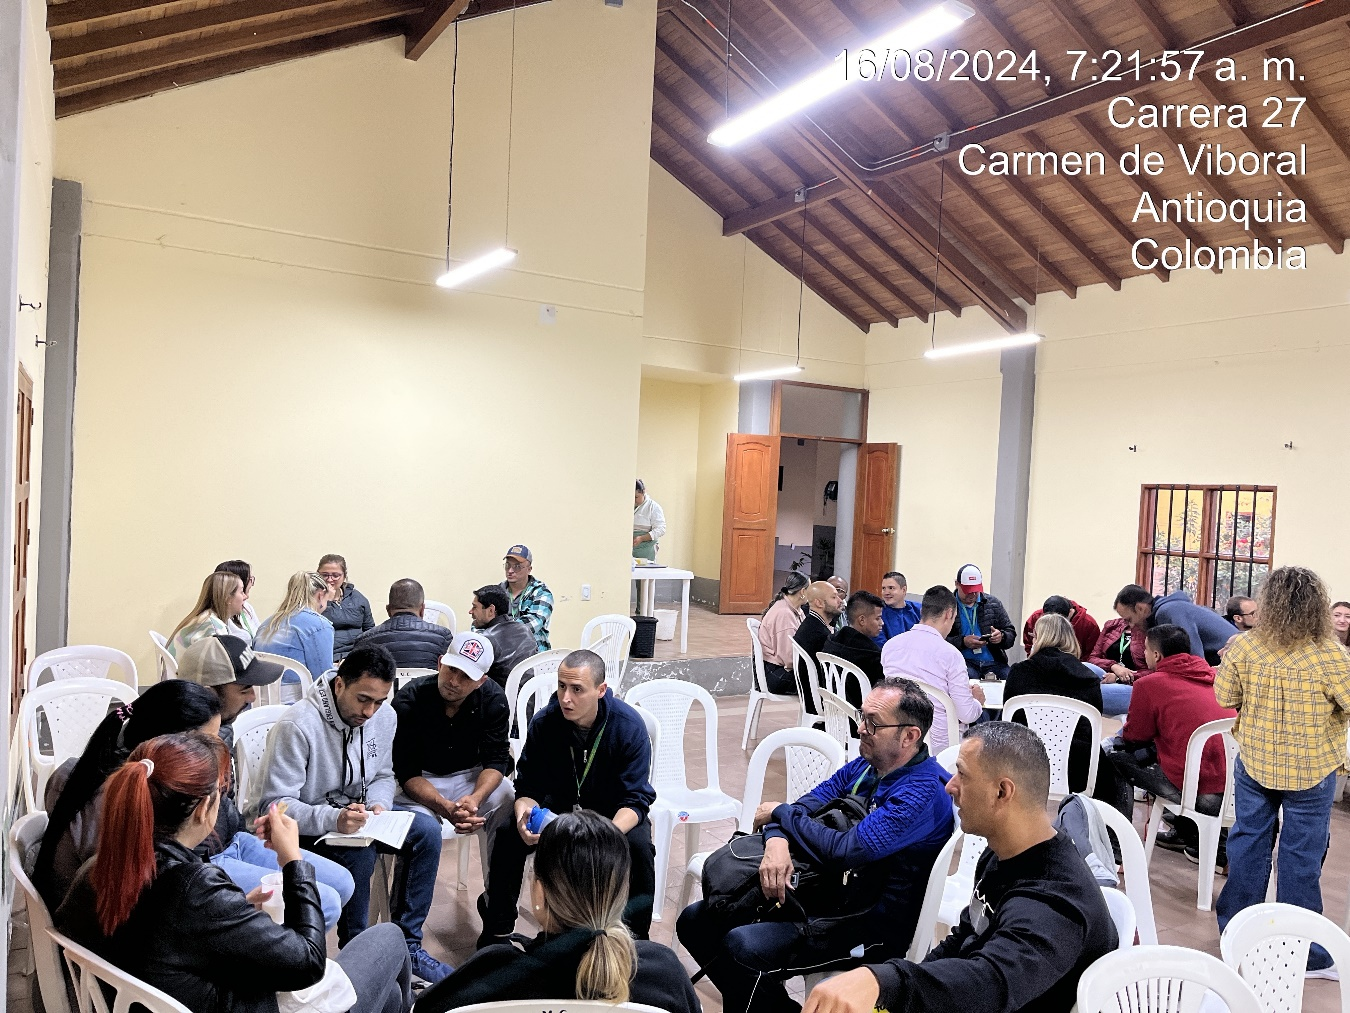 16/08/2024, 7:21:57 a. m.
Carrera 27
Carmen de Viboral
Antioquia
Colombia